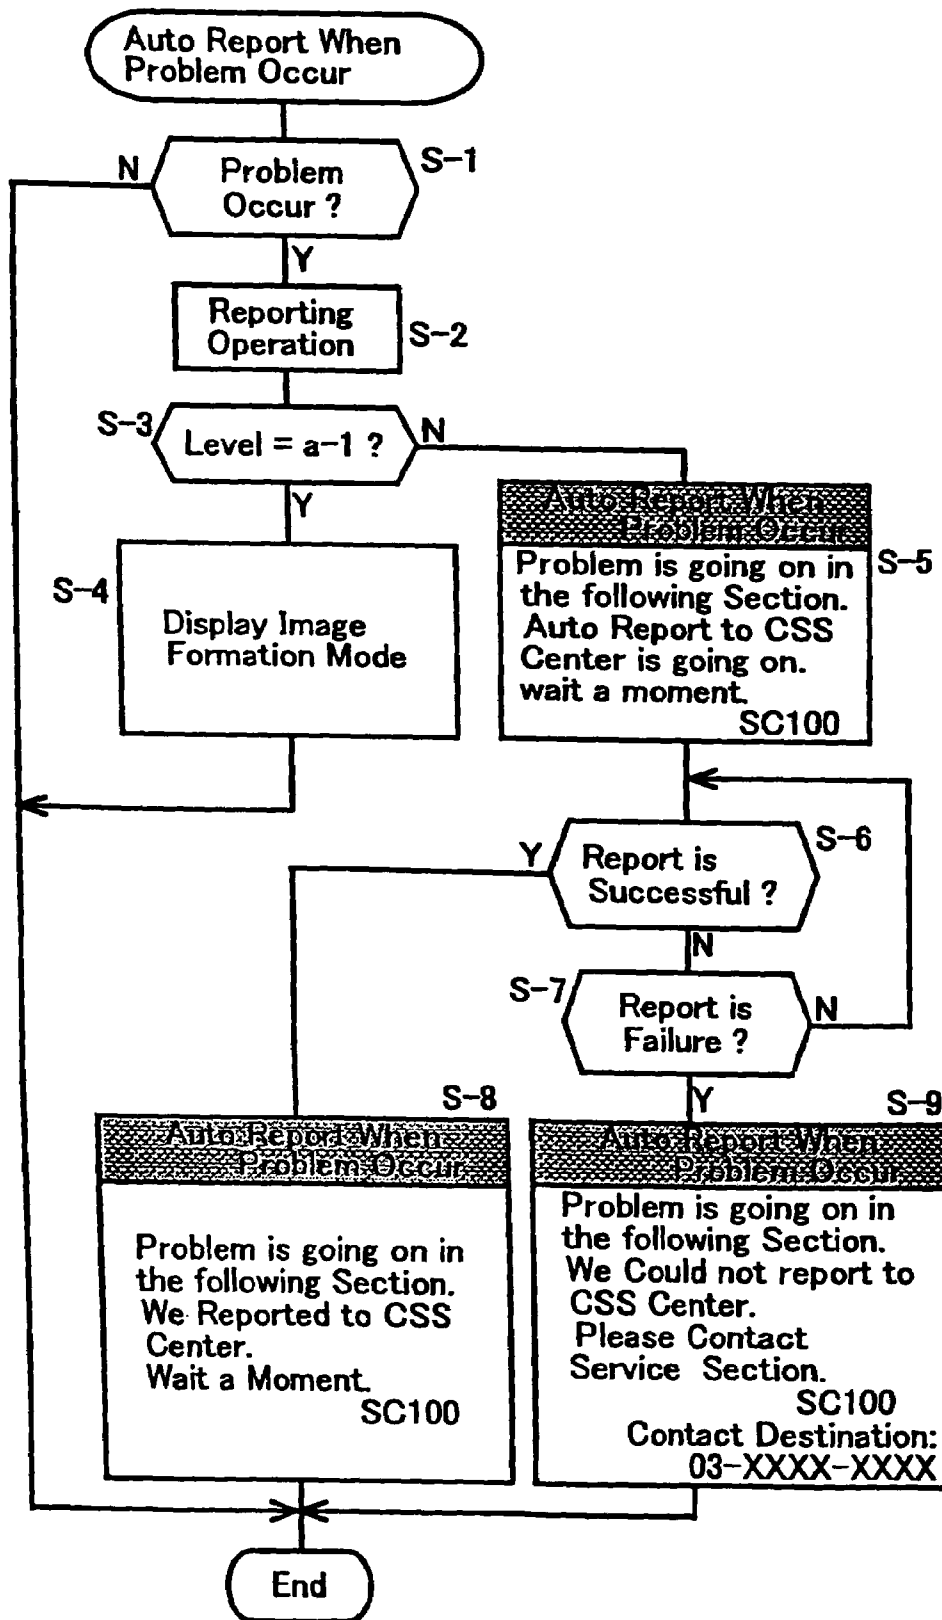 Auto Report When
Problem Occur
N
Problem
Occur ?
S-1
Y
Reporting
Operation
S-2
S-3
Level = a-1 ?
N
Y
S-4
Display Image
Formation Mode
Auto Report When
Problem Occur
S-5
Problem is going on in
the following Section.
Auto Report to CSS
Center is going on.
wait a moment.
SC100
Y
Report is
Successful ?
S-6
N
S-7
Report is
Failure ?
N
Y
S-8
Auto Report When
Problem Occur
Problem is going on in
the following Section.
We Reported to CSS
Center.
Wait a Moment.
SC100
S-9
Auto Report When
Problem Occur
Problem is going on in
the following Section.
We Could not report to
CSS Center.
Please Contact
Service Section.
SC100
Contact Destination:
03-XXXX-XXXX
End